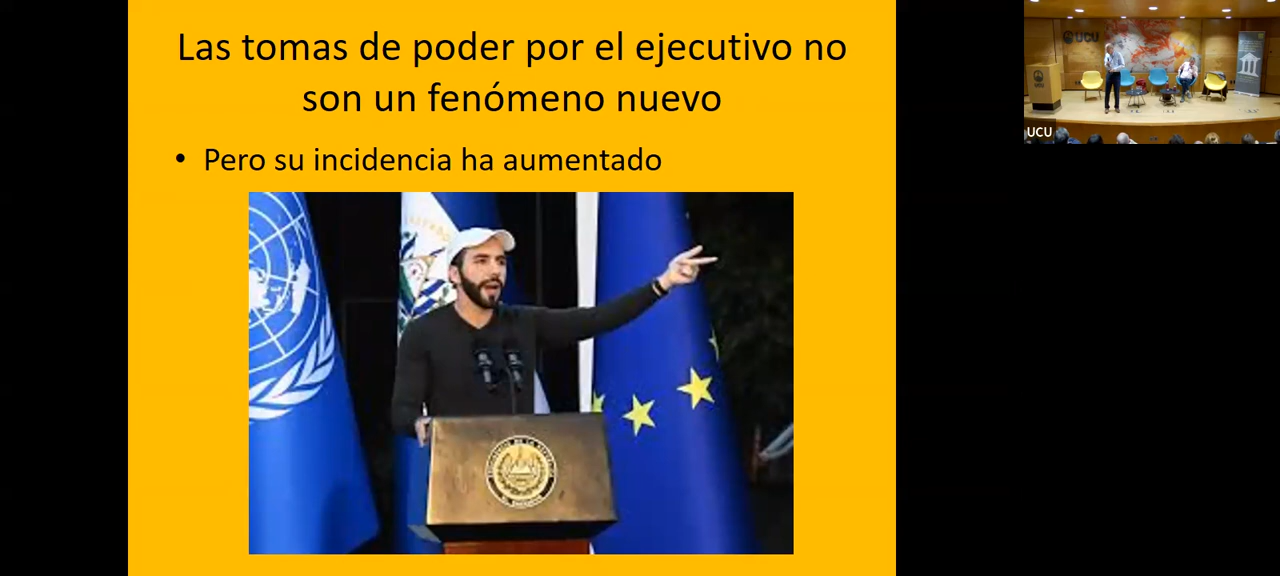 Las tomas de poder por el ejecutivo no
son un fenómeno nuevo
• Pero su incidencia ha aumentado
UCU
UCU